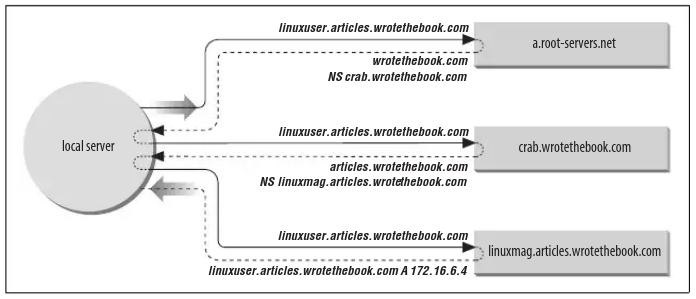 linuxuser.articles.wrotethebook.com
a.root-servers.net
wrotethebook.com
NS crab.wrotethebook.com
local server
linuxuser.articles.wrotethebook.com
crab.wrotethebook.com
articles.wrotethebook.com
NS linuxmag.articles.wrotethebook.com
linuxuser.articles.wrotethebook.com
linuxmag.articles.wrotethebook.com
linuxuser.articles.wrotethebook.com A 172.16.6.4